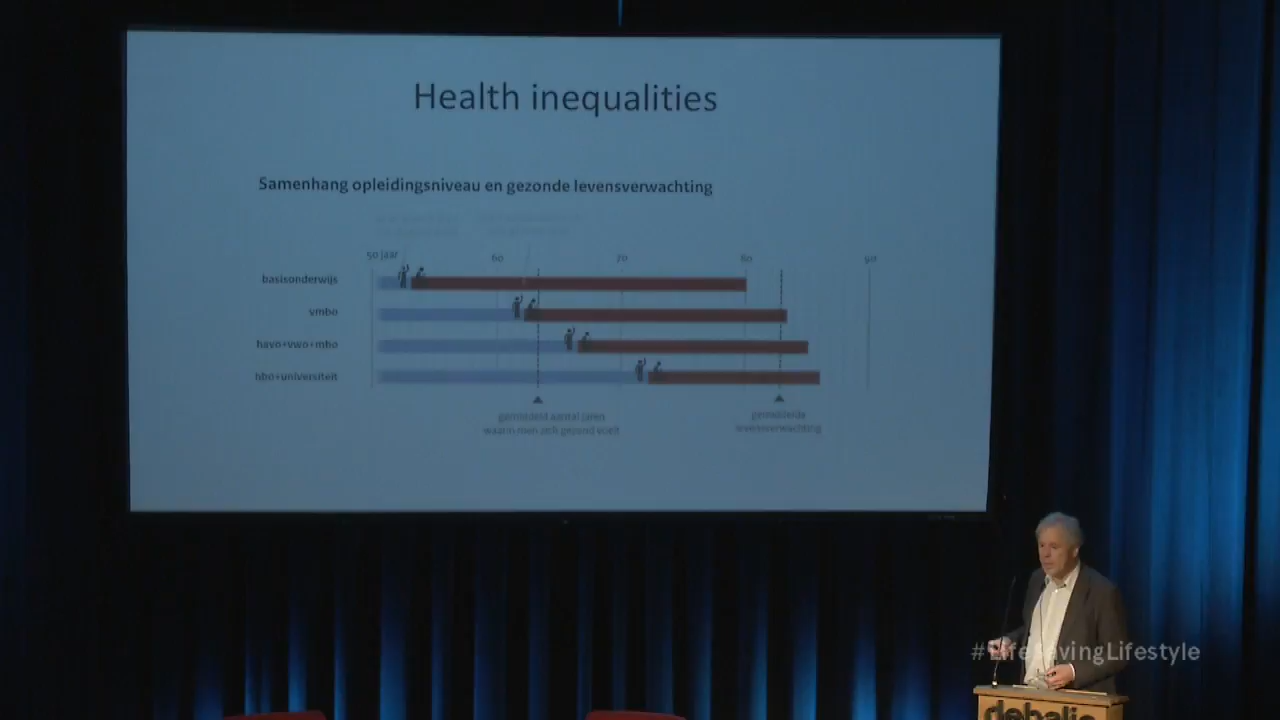 Health inequalities
Samenhang opleidingsniveau en gezonde levensverwachting
50 jaar 60 70 80 90
basisonderwijs
vmbo
havo+vwo+mbo
hbo+universiteit
gemiddeld aantal jaren
waarin men zich gezond voelt
gemiddelde
levensverwachting
#LifeSavingLifestyle
debalie